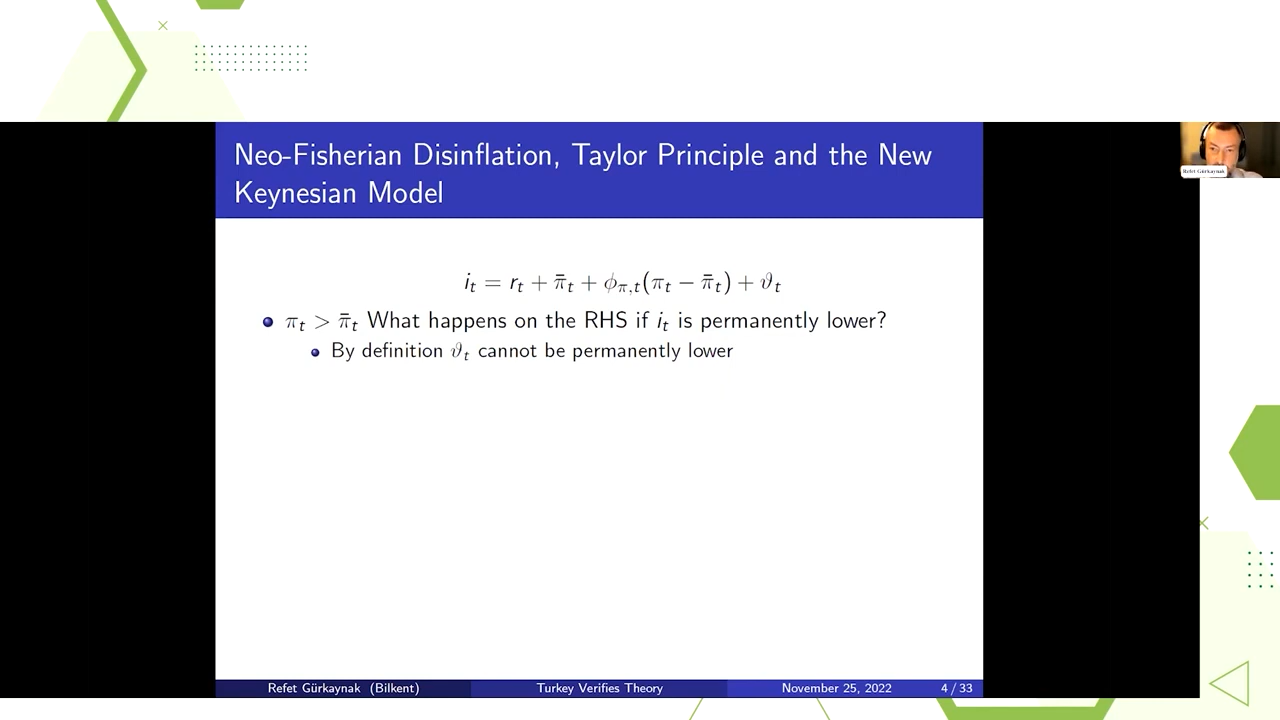 Neo-Fisherian Disinflation, Taylor Principle and the New
Keynesian Model
i_t = r_t + π̄_t + ϕ_{π,t}(π_t − π̄_t) + ϑ_t
π_t > π̄_t What happens on the RHS if i_t is permanently lower?
By definition ϑ_t cannot be permanently lower
Refet Gürkaynak (Bilkent) Turkey Verifies Theory November 25, 2022 4 / 33
Refet Gürkaynak